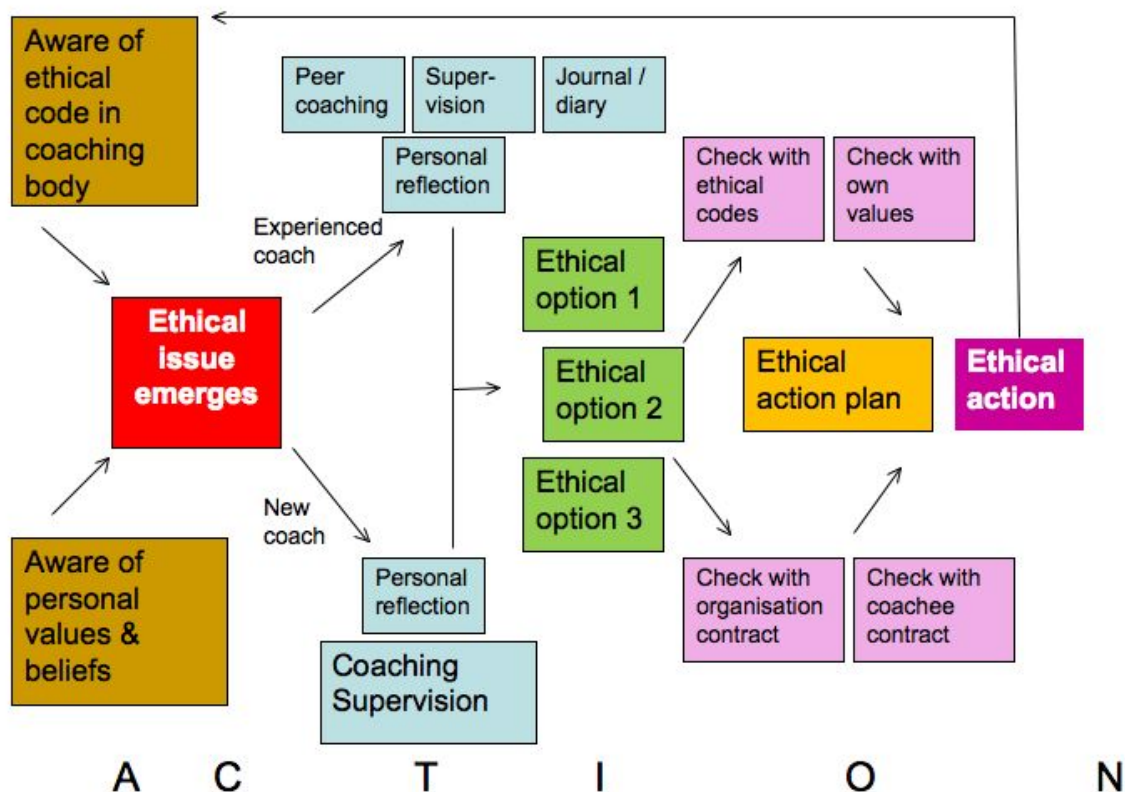 Aware of
ethical
code in
coaching
body
Peer
coaching
Super-
vision
Journal /
diary
Personal
reflection
Experienced
coach
Ethical
issue
emerges
New
coach
Aware of
personal
values &
beliefs
Personal
reflection
Coaching
Supervision
Ethical
option 1
Ethical
option 2
Ethical
option 3
Check with
ethical
codes
Check with
own
values
Check with
organisation
contract
Check with
coachee
contract
Ethical
action plan
Ethical
action
A C T I O N